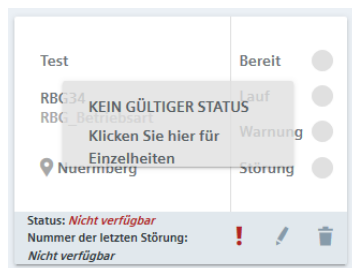 Test
Bereit
RBG34
Lauf
RBG_Betriebsart
Warnung
Nuermberg
Störung
KEIN GÜLTIGER STATUS
Klicken Sie hier für
Einzelheiten
Status: Nicht verfügbar
Nummer der letzten Störung:
Nicht verfügbar